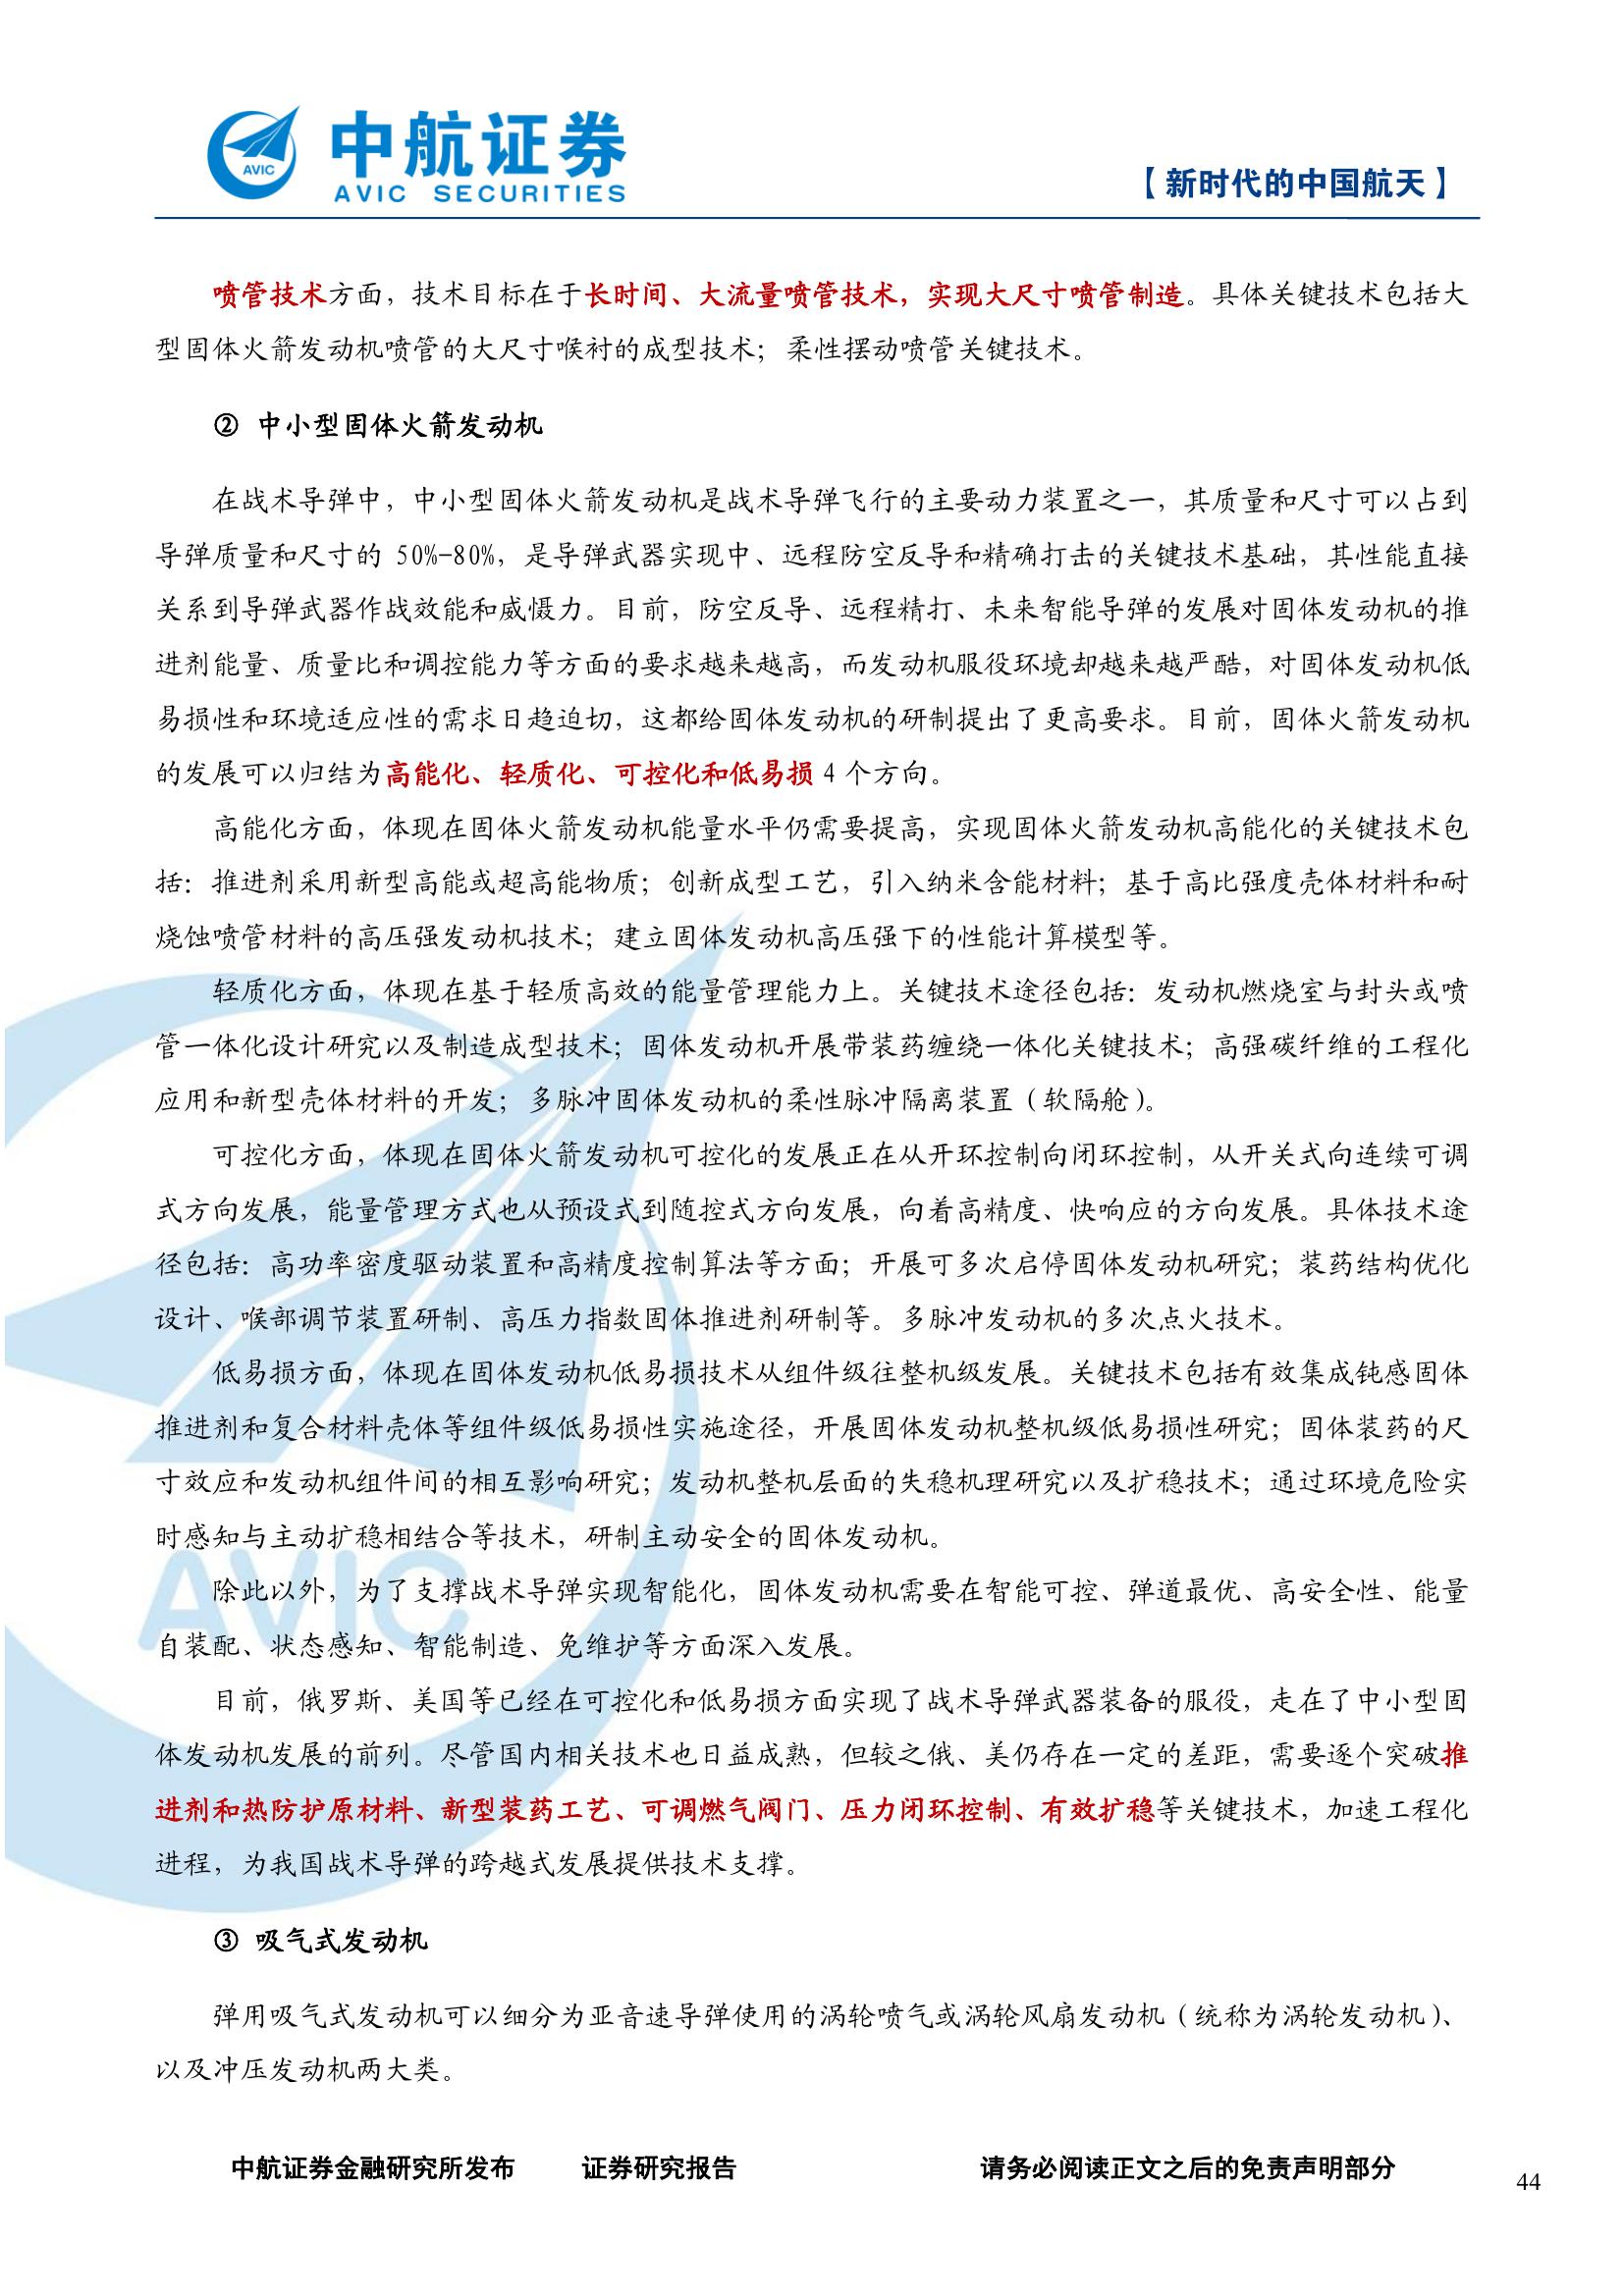 中航证券
AVIC SECURITIES
AVIC
【新时代的中国航天】
喷管技术方面，技术目标在于长时间、大流量喷管技术，实现大尺寸喷管制造。具体关键技术包括大
型固体火箭发动机喷管的大尺寸喉衬的成型技术；柔性摆动喷管关键技术。
② 中小型固体火箭发动机
在战术导弹中，中小型固体火箭发动机是战术导弹飞行的主要动力装置之一，其质量和尺寸可以占到
导弹质量和尺寸的 50%-80%，是导弹武器实现中、远程防空反导和精确打击的关键技术基础，其性能直接
关系到导弹武器作战效能和威慑力。目前，防空反导、远程精打、未来智能导弹的发展对固体发动机的推
进剂能量、质量比和调控能力等方面的要求越来越高，而发动机服役环境却越来越严酷，对固体发动机低
易损性和环境适应性的需求日趋迫切，这都给固体发动机的研制提出了更高要求。目前，固体火箭发动机
的发展可以归结为高能化、轻质化、可控化和低易损 4 个方向。
高能化方面，体现在固体火箭发动机能量水平仍需要提高，实现固体火箭发动机高能化的关键技术包
括：推进剂采用新型高能或超高能物质；创新成型工艺，引入纳米含能材料；基于高比强度壳体材料和耐
烧蚀喷管材料的高压强发动机技术；建立固体发动机高压强下的性能计算模型等。
轻质化方面，体现在基于轻质高效的能量管理能力上。关键技术途径包括：发动机燃烧室与封头或喷
管一体化设计研究以及制造成型技术；固体发动机开展带装药缠绕一体化关键技术；高强碳纤维的工程化
应用和新型壳体材料的开发；多脉冲固体发动机的柔性脉冲隔离装置（软隔舱）。
可控化方面，体现在固体火箭发动机可控化的发展正在从开环控制向闭环控制，从开关式向连续可调
式方向发展，能量管理方式也从预设式到随控式方向发展，向着高精度、快响应的方向发展。具体技术途
径包括：高功率密度驱动装置和高精度控制算法等方面；开展可多次启停固体发动机研究；装药结构优化
设计、喉部调节装置研制、高压力指数固体推进剂研制等。多脉冲发动机的多次点火技术。
低易损方面，体现在固体发动机低易损技术从组件级往整机级发展。关键技术包括有效集成钝感固体
推进剂和复合材料壳体等组件级低易损性实施途径，开展固体发动机整机级低易损性研究；固体装药的尺
寸效应和发动机组件间的相互影响研究；发动机整机层面的失稳机理研究以及扩稳技术；通过环境危险实
时感知与主动扩稳相结合等技术，研制主动安全的固体发动机。
除此以外，为了支撑战术导弹实现智能化，固体发动机需要在智能可控、弹道最优、高安全性、能量
自装配、状态感知、智能制造、免维护等方面深入发展。
目前，俄罗斯、美国等已经在可控化和低易损方面实现了战术导弹武器装备的服役，走在了中小型固
体发动机发展的前列。尽管国内相关技术也日益成熟，但较之俄、美仍存在一定的差距，需要逐个突破推
进剂和热防护原材料、新型装药工艺、可调燃气阀门、压力闭环控制、有效扩稳等关键技术，加速工程化
进程，为我国战术导弹的跨越式发展提供技术支撑。
③ 吸气式发动机
弹用吸气式发动机可以细分为亚音速导弹使用的涡轮喷气或涡轮风扇发动机（统称为涡轮发动机）、
以及冲压发动机两大类。
AVIC
中航证券金融研究所发布 证券研究报告 请务必阅读正文之后的免责声明部分
44